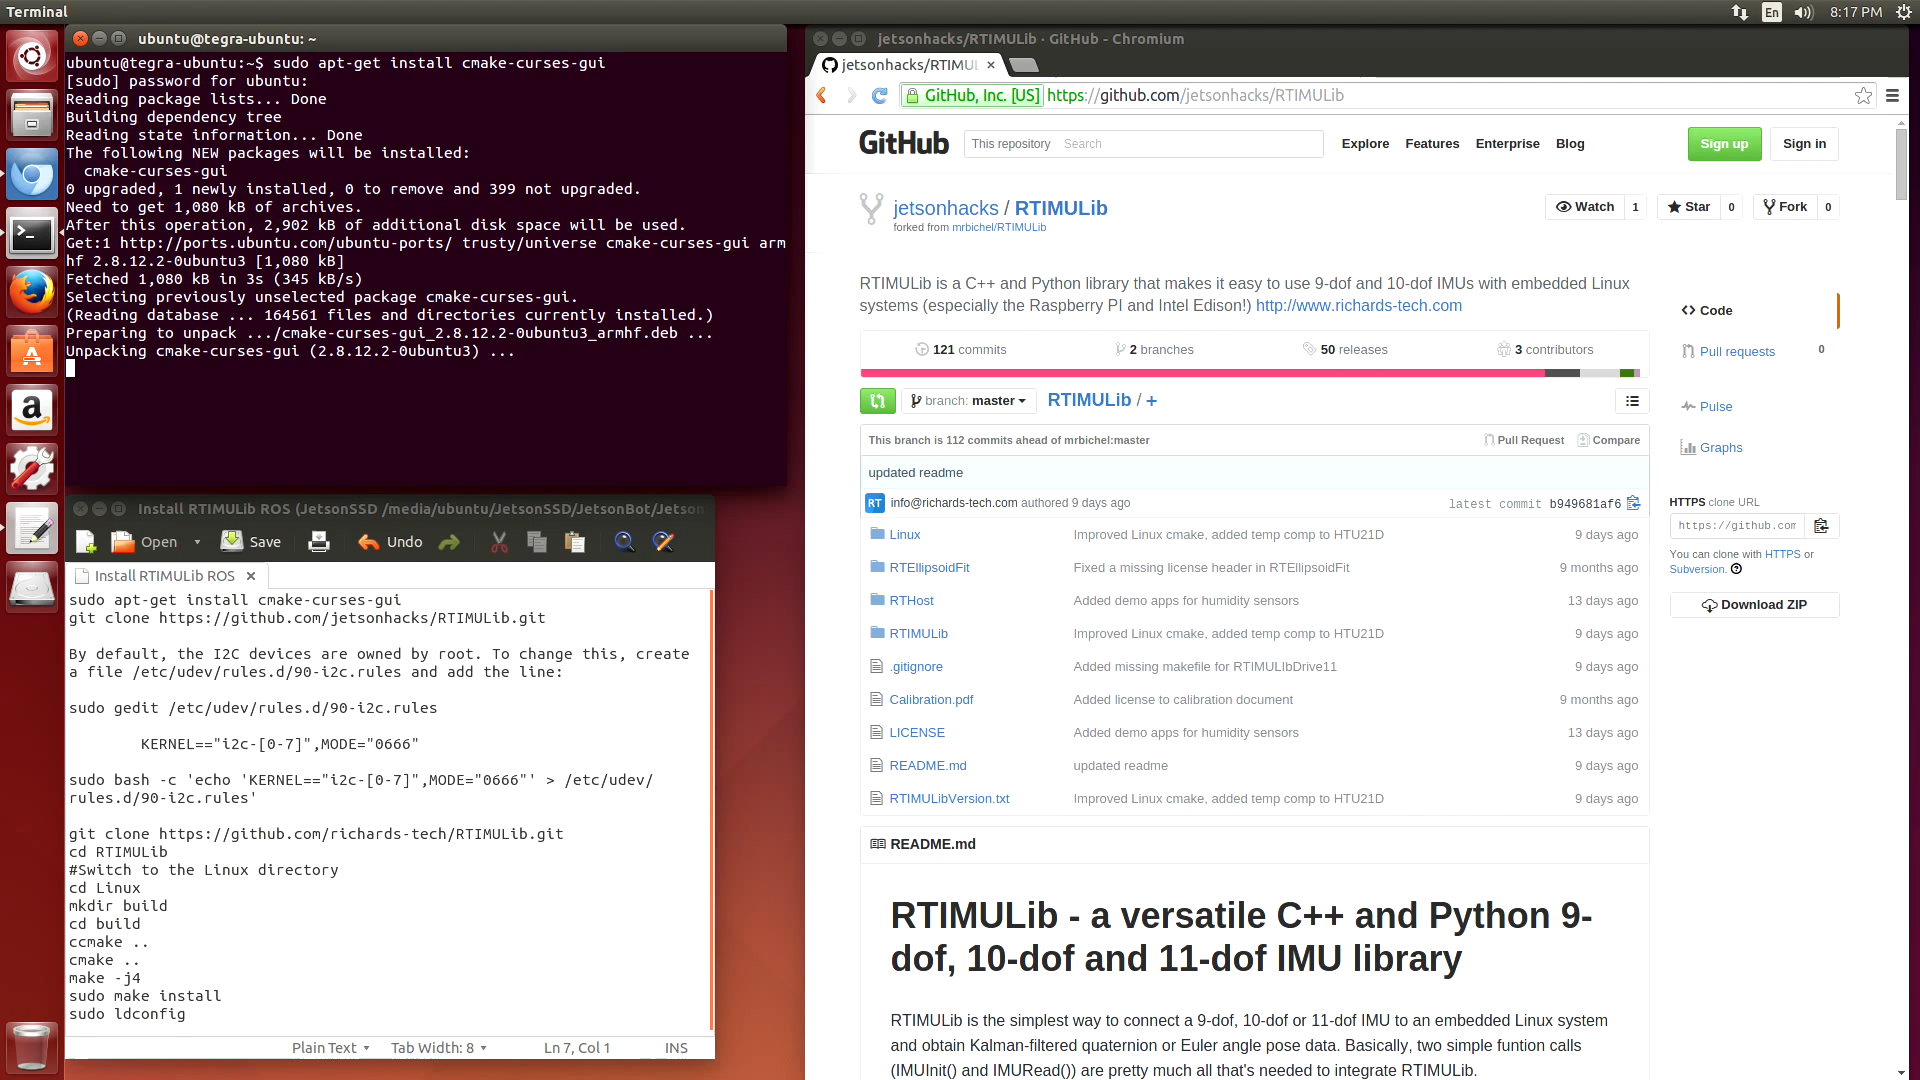 Terminal
En
8:17 PM
ubuntu@tegra-ubuntu: ~
ubuntu@tegra-ubuntu:~$ sudo apt-get install cmake-curses-gui
[sudo] password for ubuntu:
Reading package lists... Done
Building dependency tree
Reading state information... Done
The following NEW packages will be installed:
cmake-curses-gui
0 upgraded, 1 newly installed, 0 to remove and 399 not upgraded.
Need to get 1,080 kB of archives.
After this operation, 2,902 kB of additional disk space will be used.
Get:1 http://ports.ubuntu.com/ubuntu-ports/ trusty/universe cmake-curses-gui arm
hf 2.8.12.2-0ubuntu3 [1,080 kB]
Fetched 1,080 kB in 3s (345 kB/s)
Selecting previously unselected package cmake-curses-gui.
(Reading database ... 164561 files and directories currently installed.)
Preparing to unpack .../cmake-curses-gui_2.8.12.2-0ubuntu3_armhf.deb ...
Unpacking cmake-curses-gui (2.8.12.2-0ubuntu3) ...
Install RTIMULib ROS (JetsonSSD /media/ubuntu/JetsonSSD/JetsonBot/Jetson
Open
Save
Undo
Install RTIMULib ROS
sudo apt-get install cmake-curses-gui
git clone https://github.com/jetsonhacks/RTIMULib.git
By default, the I2C devices are owned by root. To change this, create
a file /etc/udev/rules.d/90-i2c.rules and add the line:
sudo gedit /etc/udev/rules.d/90-i2c.rules
KERNEL=="i2c-[0-7]",MODE="0666"
sudo bash -c 'echo 'KERNEL=="i2c-[0-7]",MODE="0666"' > /etc/udev/
rules.d/90-i2c.rules'
git clone https://github.com/richards-tech/RTIMULib.git
cd RTIMULib
#Switch to the Linux directory
cd Linux
mkdir build
cd build
ccmake ..
cmake ..
make -j4
sudo make install
sudo ldconfig
Plain Text
Tab Width: 8
Ln 7, Col 1
INS
jetsonhacks/RTIMULib · GitHub - Chromium
jetsonhacks/RTIMUL
GitHub, Inc. [US] https://github.com/jetsonhacks/RTIMULib
GitHub
This repository Search
Explore Features Enterprise Blog
Sign up
Sign in
jetsonhacks / RTIMULib
forked from mrbichel/RTIMULib
Watch 1
Star 0
Fork 0
RTIMULib is a C++ and Python library that makes it easy to use 9-dof and 10-dof IMUs with embedded Linux
systems (especially the Raspberry PI and Intel Edison!) http://www.richards-tech.com
121 commits
2 branches
50 releases
3 contributors
branch: master
RTIMULib / +
This branch is 112 commits ahead of mrbichel:master
Pull Request
Compare
updated readme
RT info@richards-tech.com authored 9 days ago
latest commit b949681af6
Linux Improved Linux cmake, added temp comp to HTU21D 9 days ago
RTEllipsoidFit Fixed a missing license header in RTEllipsoidFit 9 months ago
RTHost Added demo apps for humidity sensors 13 days ago
RTIMULib Improved Linux cmake, added temp comp to HTU21D 9 days ago
.gitignore Added missing makefile for RTIMULIbDrive11 9 days ago
Calibration.pdf Added license to calibration document 9 months ago
LICENSE Added demo apps for humidity sensors 13 days ago
README.md updated readme 9 days ago
RTIMULibVersion.txt Improved Linux cmake, added temp comp to HTU21D 9 days ago
README.md
RTIMULib - a versatile C++ and Python 9-
dof, 10-dof and 11-dof IMU library
RTIMULib is the simplest way to connect a 9-dof, 10-dof or 11-dof IMU to an embedded Linux system
and obtain Kalman-filtered quaternion or Euler angle pose data. Basically, two simple funtion calls
(IMUInit() and IMURead()) are pretty much all that's needed to integrate RTIMULib.
Code
Pull requests 0
Pulse
Graphs
HTTPS clone URL
https://github.com
You can clone with HTTPS or
Subversion.
Download ZIP